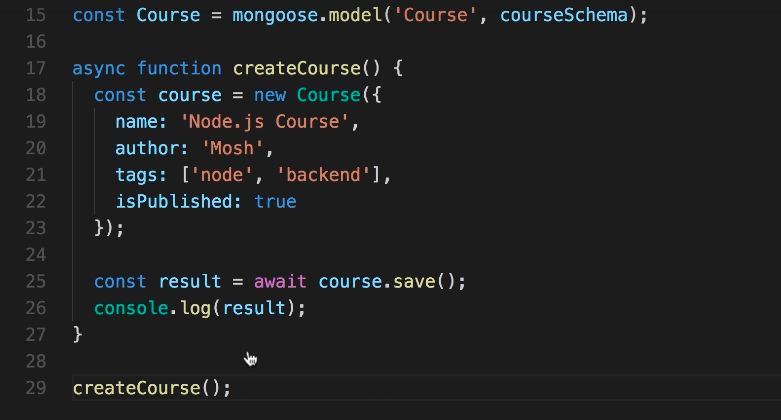 15 const Course = mongoose.model('Course', courseSchema);
16
17 async function createCourse() {
18   const course = new Course({
19     name: 'Node.js Course',
20     author: 'Mosh',
21     tags: ['node', 'backend'],
22     isPublished: true
23   });
24
25   const result = await course.save();
26   console.log(result);
27 }
28
29 createCourse();